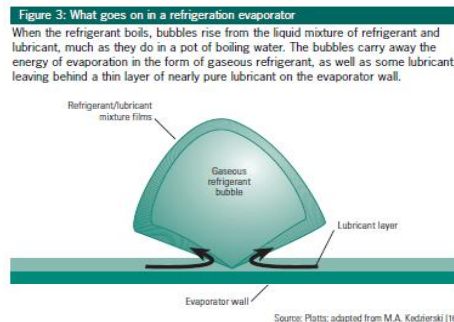 Figure 3: What goes on in a refrigeration evaporator
When the refrigerant boils, bubbles rise from the liquid mixture of refrigerant and
lubricant, much as they do in a pot of boiling water. The bubbles carry away the
energy of evaporation in the form of gaseous refrigerant, as well as some lubricant
leaving behind a thin layer of nearly pure lubricant on the evaporator wall.
Refrigerant/lubricant
mixture films
Gaseous
refrigerant
bubble
Lubricant layer
Evaporator wall
Source: Platts; adapted from M.A. Kedzierski [16